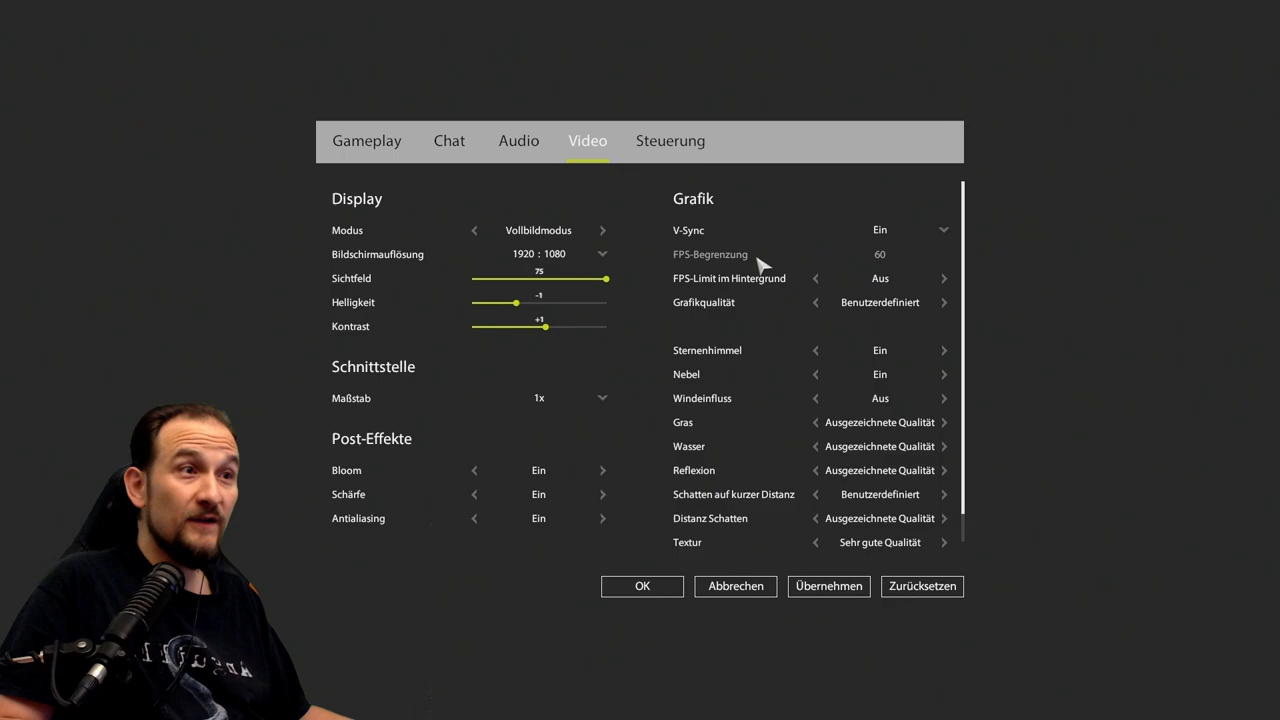 Gameplay Chat Audio Video Steuerung
Display
Modus Vollbildmodus
Bildschirmauflösung 1920 : 1080
Sichtfeld 75
Helligkeit -1
Kontrast +1
Schnittstelle
Maßstab 1x
Post-Effekte
Bloom Ein
Schärfe Ein
Antialiasing Ein
Grafik
V-Sync Ein
FPS-Begrenzung 60
FPS-Limit im Hintergrund Aus
Grafikqualität Benutzerdefiniert
Sternenhimmel Ein
Nebel Ein
Windeinfluss Aus
Gras Ausgezeichnete Qualität
Wasser Ausgezeichnete Qualität
Reflexion Ausgezeichnete Qualität
Schatten auf kurzer Distanz Benutzerdefiniert
Distanz Schatten Ausgezeichnete Qualität
Textur Sehr gute Qualität
OK Abbrechen Übernehmen Zurücksetzen